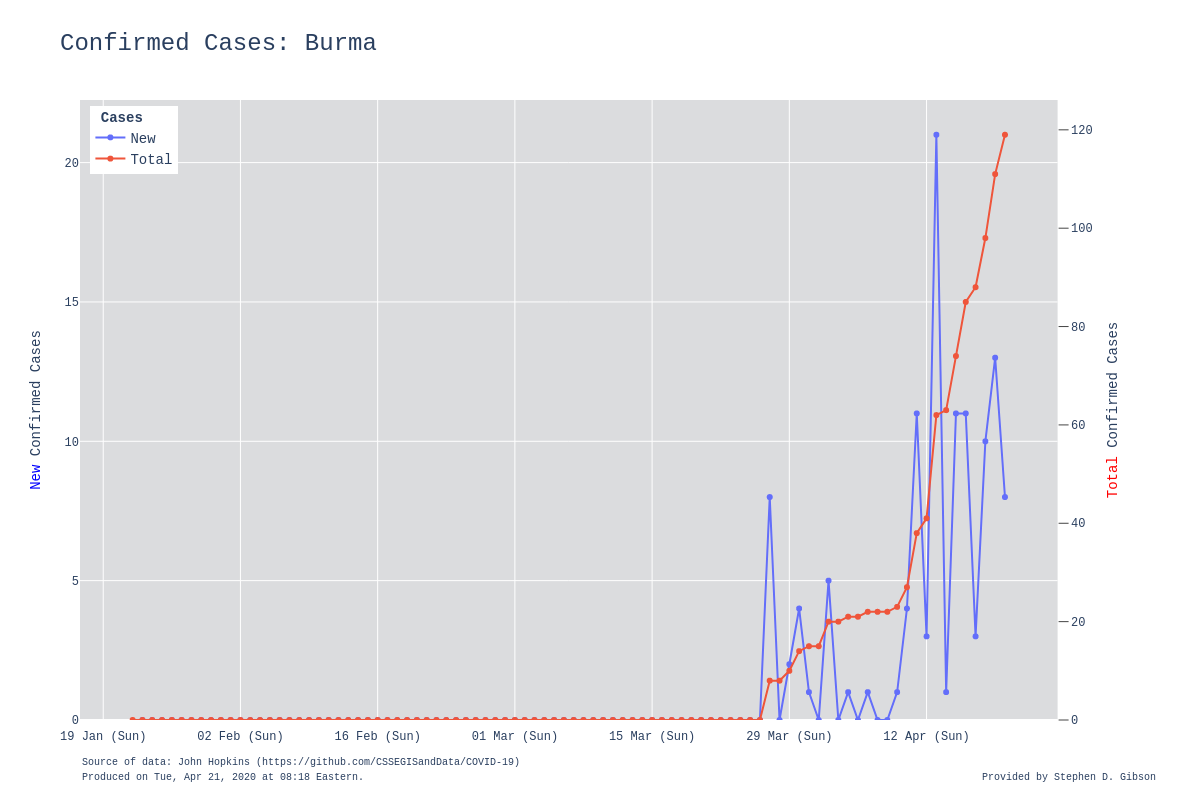 Confirmed Cases: Burma
Cases
New
Total
20
15
10
5
0
120
100
80
60
40
20
0
New Confirmed Cases
Total Confirmed Cases
19 Jan (Sun) 02 Feb (Sun) 16 Feb (Sun) 01 Mar (Sun) 15 Mar (Sun) 29 Mar (Sun) 12 Apr (Sun)
Source of data: John Hopkins (https://github.com/CSSEGISandData/COVID-19)
Produced on Tue, Apr 21, 2020 at 08:18 Eastern.
Provided by Stephen D. Gibson